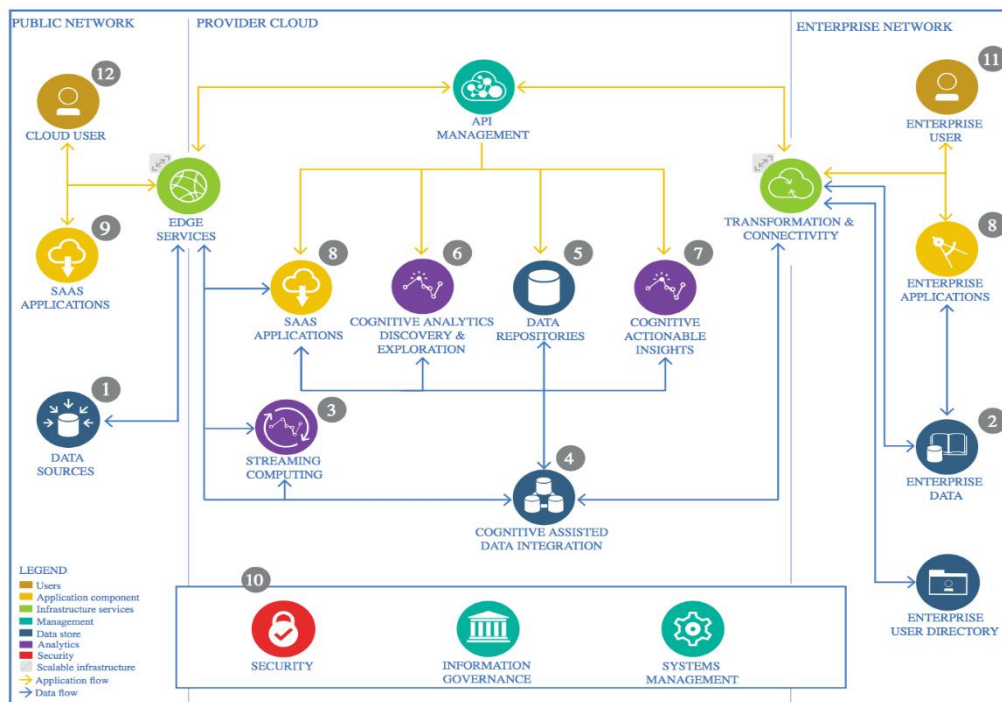 PUBLIC NETWORK
PROVIDER CLOUD
ENTERPRISE NETWORK
12
CLOUD USER
API
MANAGEMENT
11
ENTERPRISE
USER
EDGE
SERVICES
TRANSFORMATION &
CONNECTIVITY
9
SAAS
APPLICATIONS
8
SAAS
APPLICATIONS
6
COGNITIVE ANALYTICS
DISCOVERY &
EXPLORATION
5
DATA
REPOSITORIES
7
COGNITIVE
ACTIONABLE
INSIGHTS
8
ENTERPRISE
APPLICATIONS
1
DATA
SOURCES
3
STREAMING
COMPUTING
4
COGNITIVE ASSISTED
DATA INTEGRATION
2
ENTERPRISE
DATA
ENTERPRISE
USER DIRECTORY
LEGEND
Users
Application component
Infrastructure services
Management
Data store
Analytics
Security
Scalable infrastructure
Application flow
Data flow
10
SECURITY
INFORMATION
GOVERNANCE
SYSTEMS
MANAGEMENT